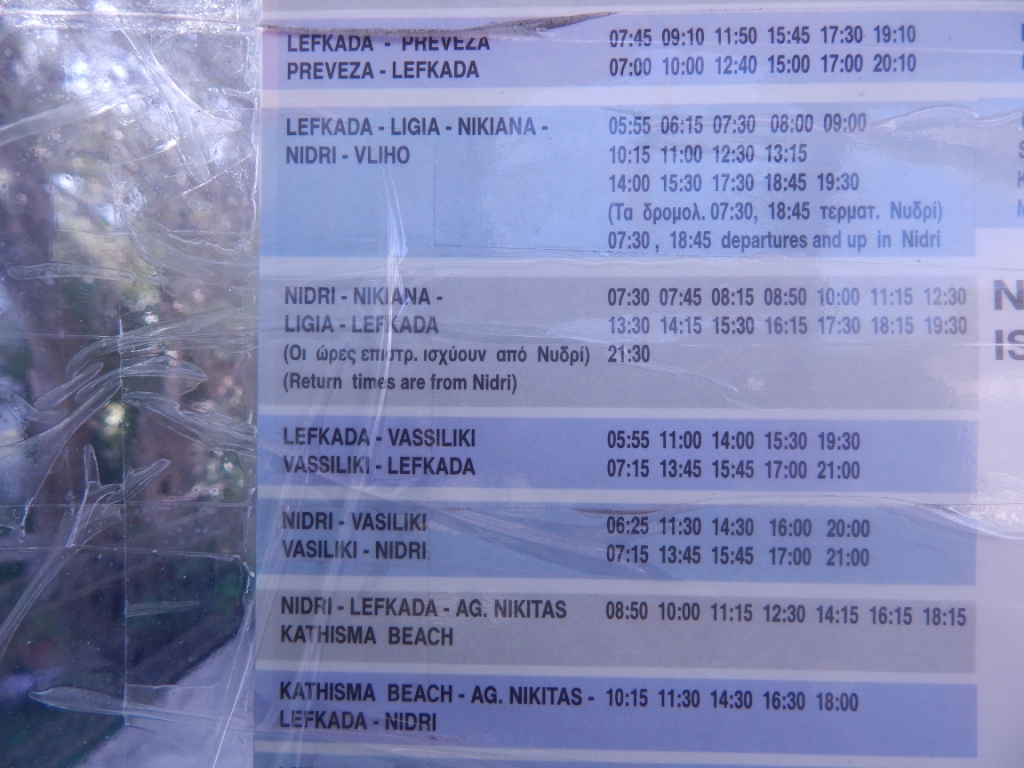 LEFKADA - PREVEZA 07:45 09:10 11:50 15:45 17:30 19:10
PREVEZA - LEFKADA 07:00 10:00 12:40 15:00 17:00 20:10
LEFKADA - LIGIA - NIKIANA - 05:55 06:15 07:30 08:00 09:00
NIDRI - VLIHO 10:15 11:00 12:30 13:15
14:00 15:30 17:30 18:45 19:30
(Τα δρομολ. 07:30, 18:45 τερματ. Νυδρί)
07:30 , 18:45 departures and up in Nidri
NIDRI - NIKIANA - 07:30 07:45 08:15 08:50 10:00 11:15 12:30
LIGIA - LEFKADA 13:30 14:15 15:30 16:15 17:30 18:15 19:30
(Οι ώρες επιστρ. ισχύουν από Νυδρί) 21:30
(Return times are from Nidri)
LEFKADA - VASSILIKI 05:55 11:00 14:00 15:30 19:30
VASSILIKI - LEFKADA 07:15 13:45 15:45 17:00 21:00
NIDRI - VASILIKI 06:25 11:30 14:30 16:00 20:00
VASILIKI - NIDRI 07:15 13:45 15:45 17:00 21:00
NIDRI - LEFKADA - AG. NIKITAS 08:50 10:00 11:15 12:30 14:15 16:15 18:15
KATHISMA BEACH
KATHISMA BEACH - AG. NIKITAS - 10:15 11:30 14:30 16:30 18:00
LEFKADA - NIDRI